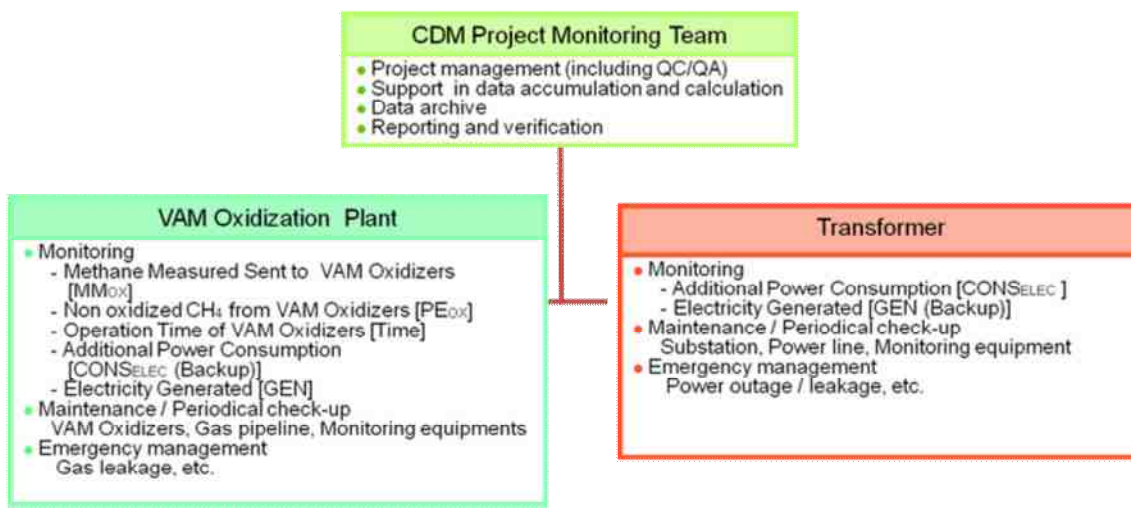 CDM Project Monitoring Team
● Project management (including QC/QA)
● Support in data accumulation and calculation
● Data archive
● Reporting and verification
VAM Oxidization Plant
● Monitoring
- Methane Measured Sent to VAM Oxidizers
[MMOX]
- Non oxidized CH₄ from VAM Oxidizers [PEOX]
- Operation Time of VAM Oxidizers [Time]
- Additional Power Consumption
[CONSELEC (Backup)]
- Electricity Generated [GEN]
● Maintenance / Periodical check-up
VAM Oxidizers, Gas pipeline, Monitoring equipments
● Emergency management
Gas leakage, etc.
Transformer
● Monitoring
- Additional Power Consumption [CONSELEC ]
- Electricity Generated [GEN (Backup)]
● Maintenance / Periodical check-up
Substation, Power line, Monitoring equipment
● Emergency management
Power outage / leakage, etc.